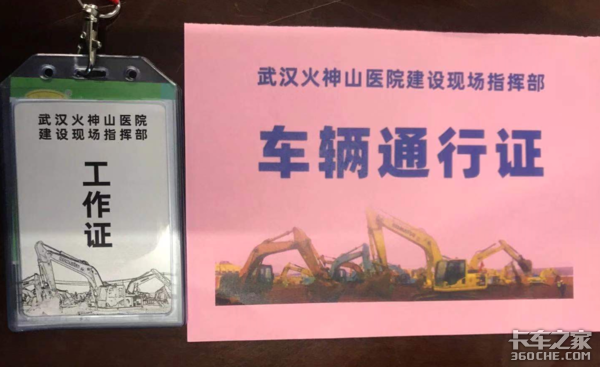 武汉火神山医院
建设现场指挥部
工作证
武汉火神山医院建设现场指挥部
车辆通行证
卡车之家
360CHE.COM